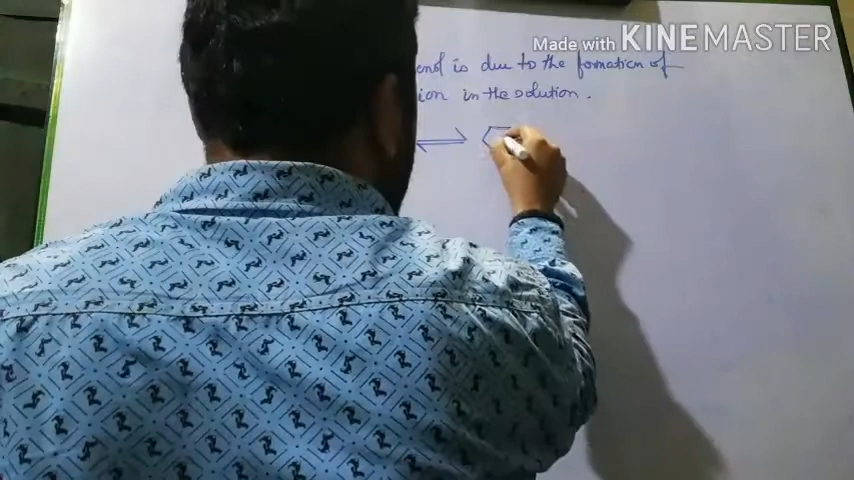 Made with KINEMASTER
enol is due to the formation of
ion in the solution.